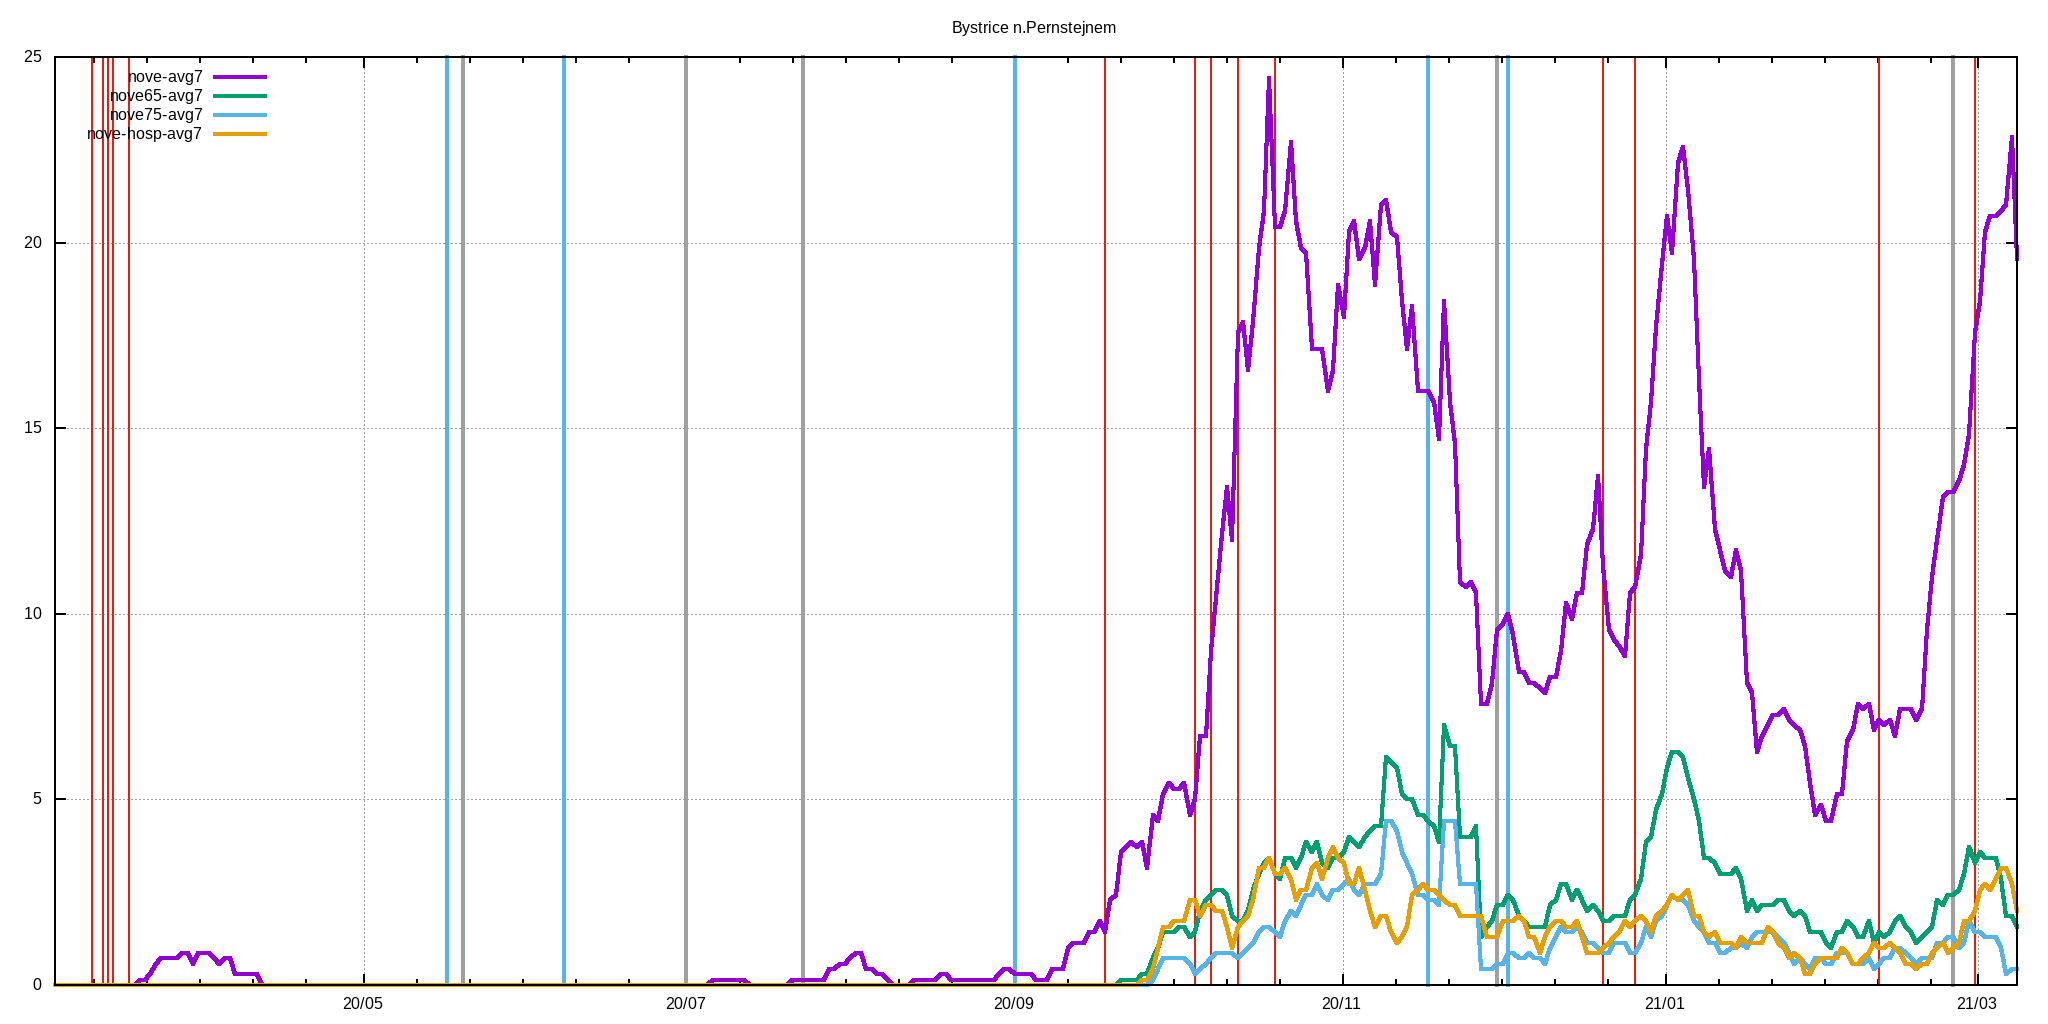 Bystrice n.Pernstejnem
25
20
15
10
5
0
nove-avg7
nove65-avg7
nove75-avg7
nove-hosp-avg7
20/05 20/07 20/09 20/11 21/01 21/03